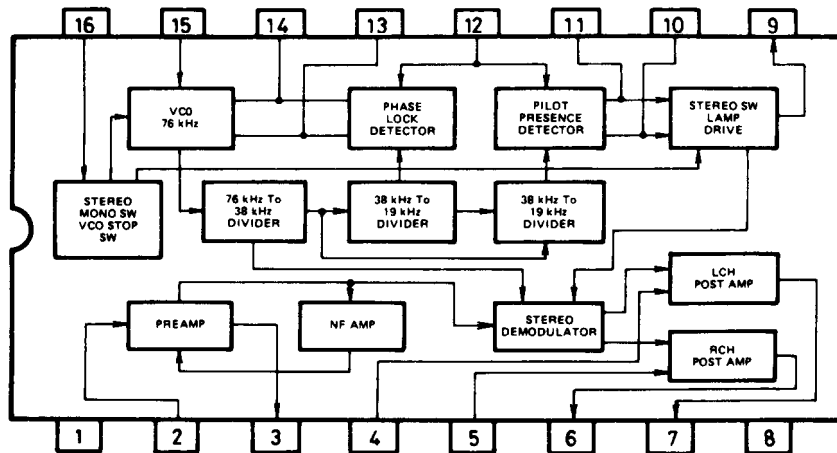 16 15 14 13 12 11 10 9
VCO
76 kHz
PHASE
LOCK
DETECTOR
PILOT
PRESENCE
DETECTOR
STEREO SW
LAMP
DRIVE
STEREO
MONO SW
VCO STOP
SW
76 kHz To
38 kHz
DIVIDER
38 kHz To
19 kHz
DIVIDER
38 kHz To
19 kHz
DIVIDER
PREAMP
NF AMP
STEREO
DEMODULATOR
LCH
POST AMP
RCH
POST AMP
1 2 3 4 5 6 7 8